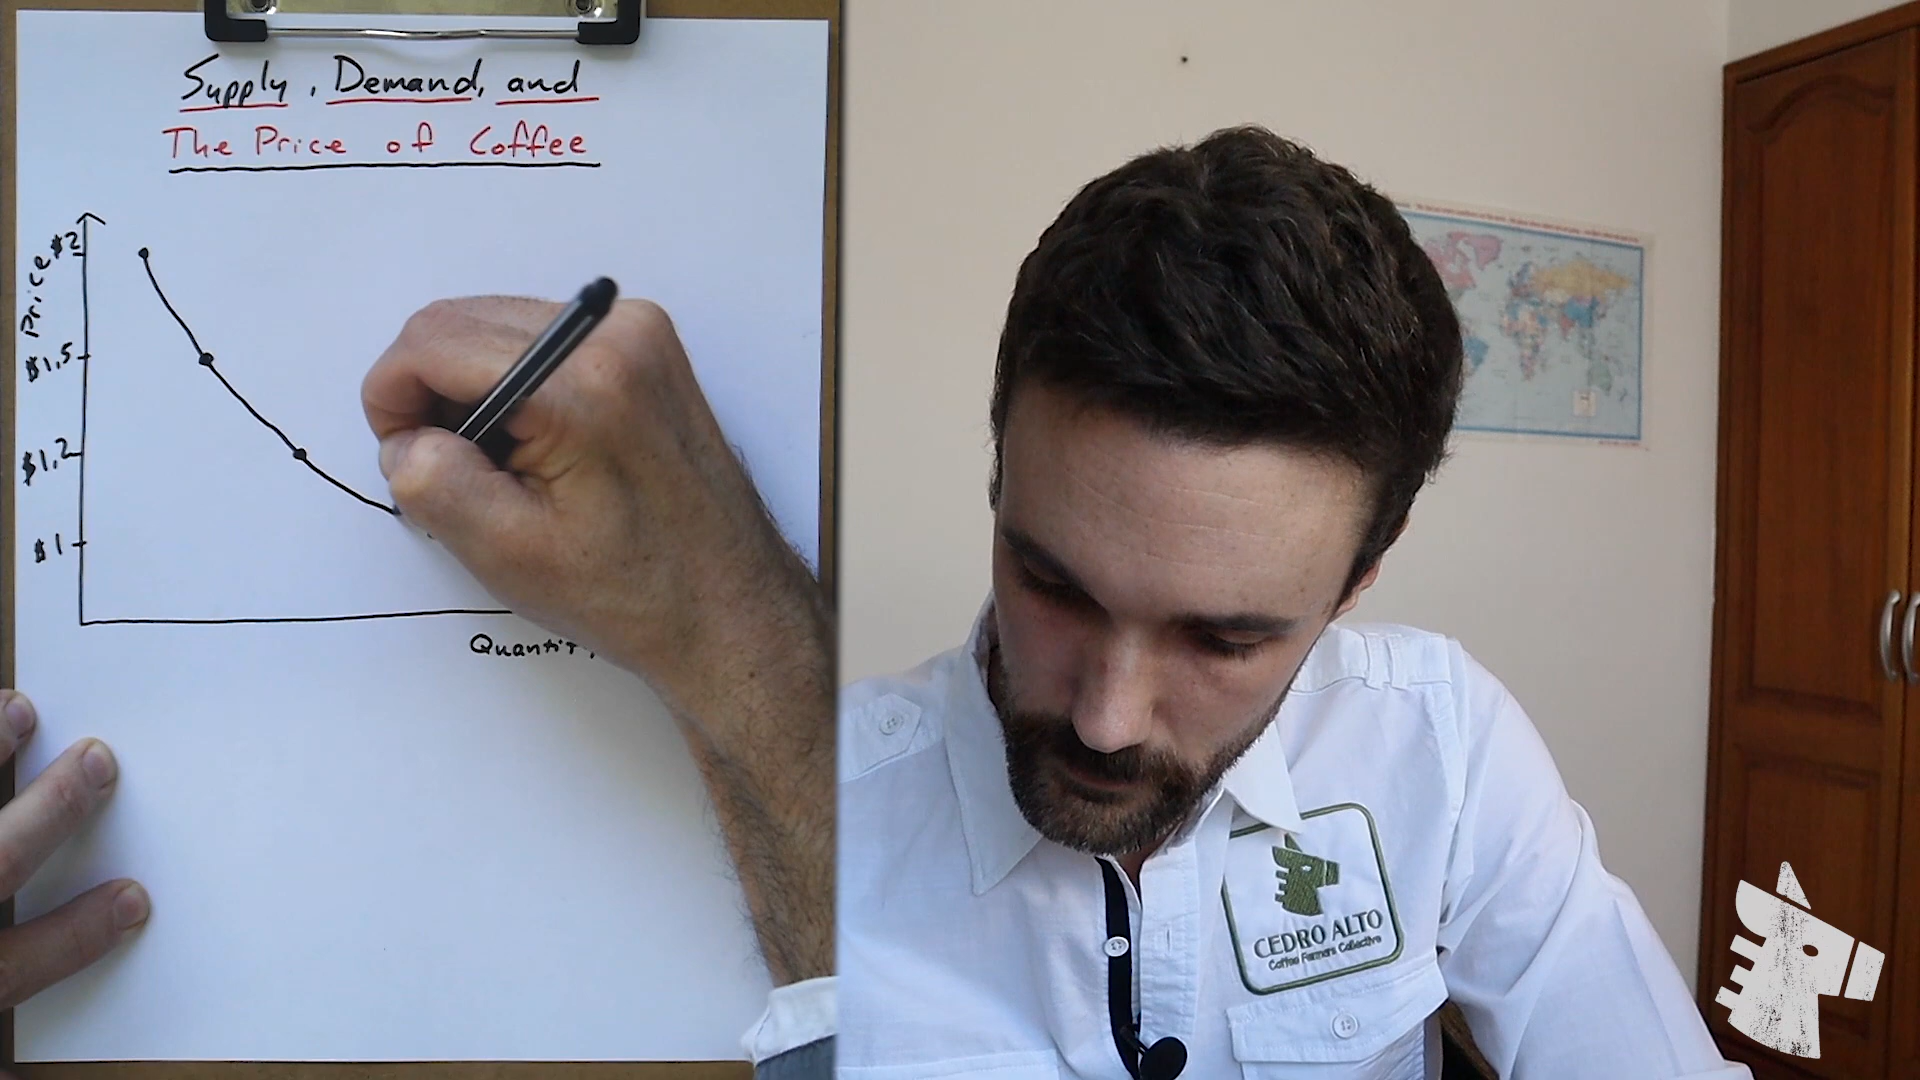 Supply, Demand, and
The Price of Coffee
Price
$2
$1,5
$1,2
$1
CEDRO ALTO
Coffee Farmers Collective